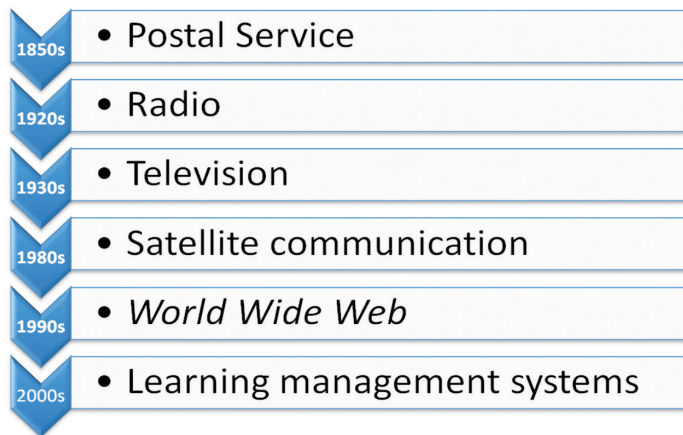 1850s • Postal Service
1920s • Radio
1930s • Television
1980s • Satellite communication
1990s • World Wide Web
2000s • Learning management systems